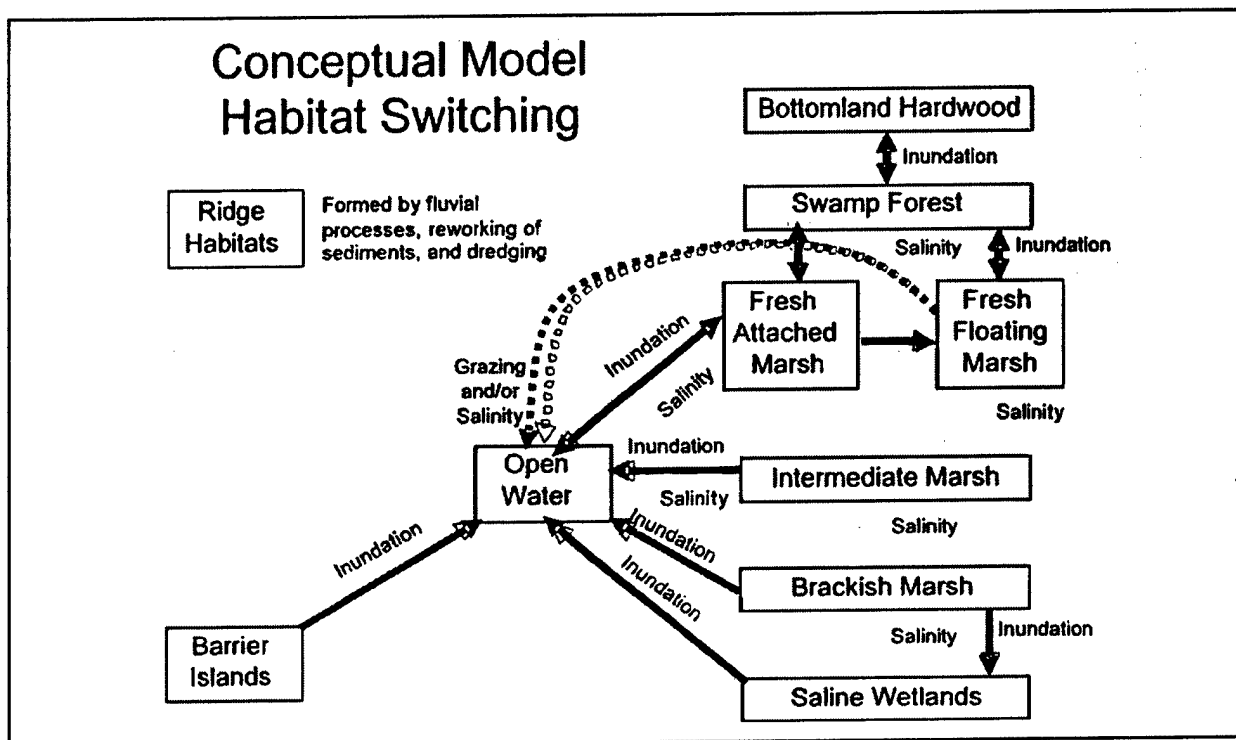 Conceptual Model
Habitat Switching
Bottomland Hardwood
Inundation
Ridge
Habitats
Formed by fluvial
processes, reworking of
sediments, and dredging
Swamp Forest
Salinity
Inundation
Fresh
Attached
Marsh
Fresh
Floating
Marsh
Inundation
Salinity
Grazing
and/or
Salinity
Salinity
Open
Water
Inundation
Salinity
Intermediate Marsh
Salinity
Inundation
Inundation
Inundation
Brackish Marsh
Salinity
Inundation
Barrier
Islands
Saline Wetlands